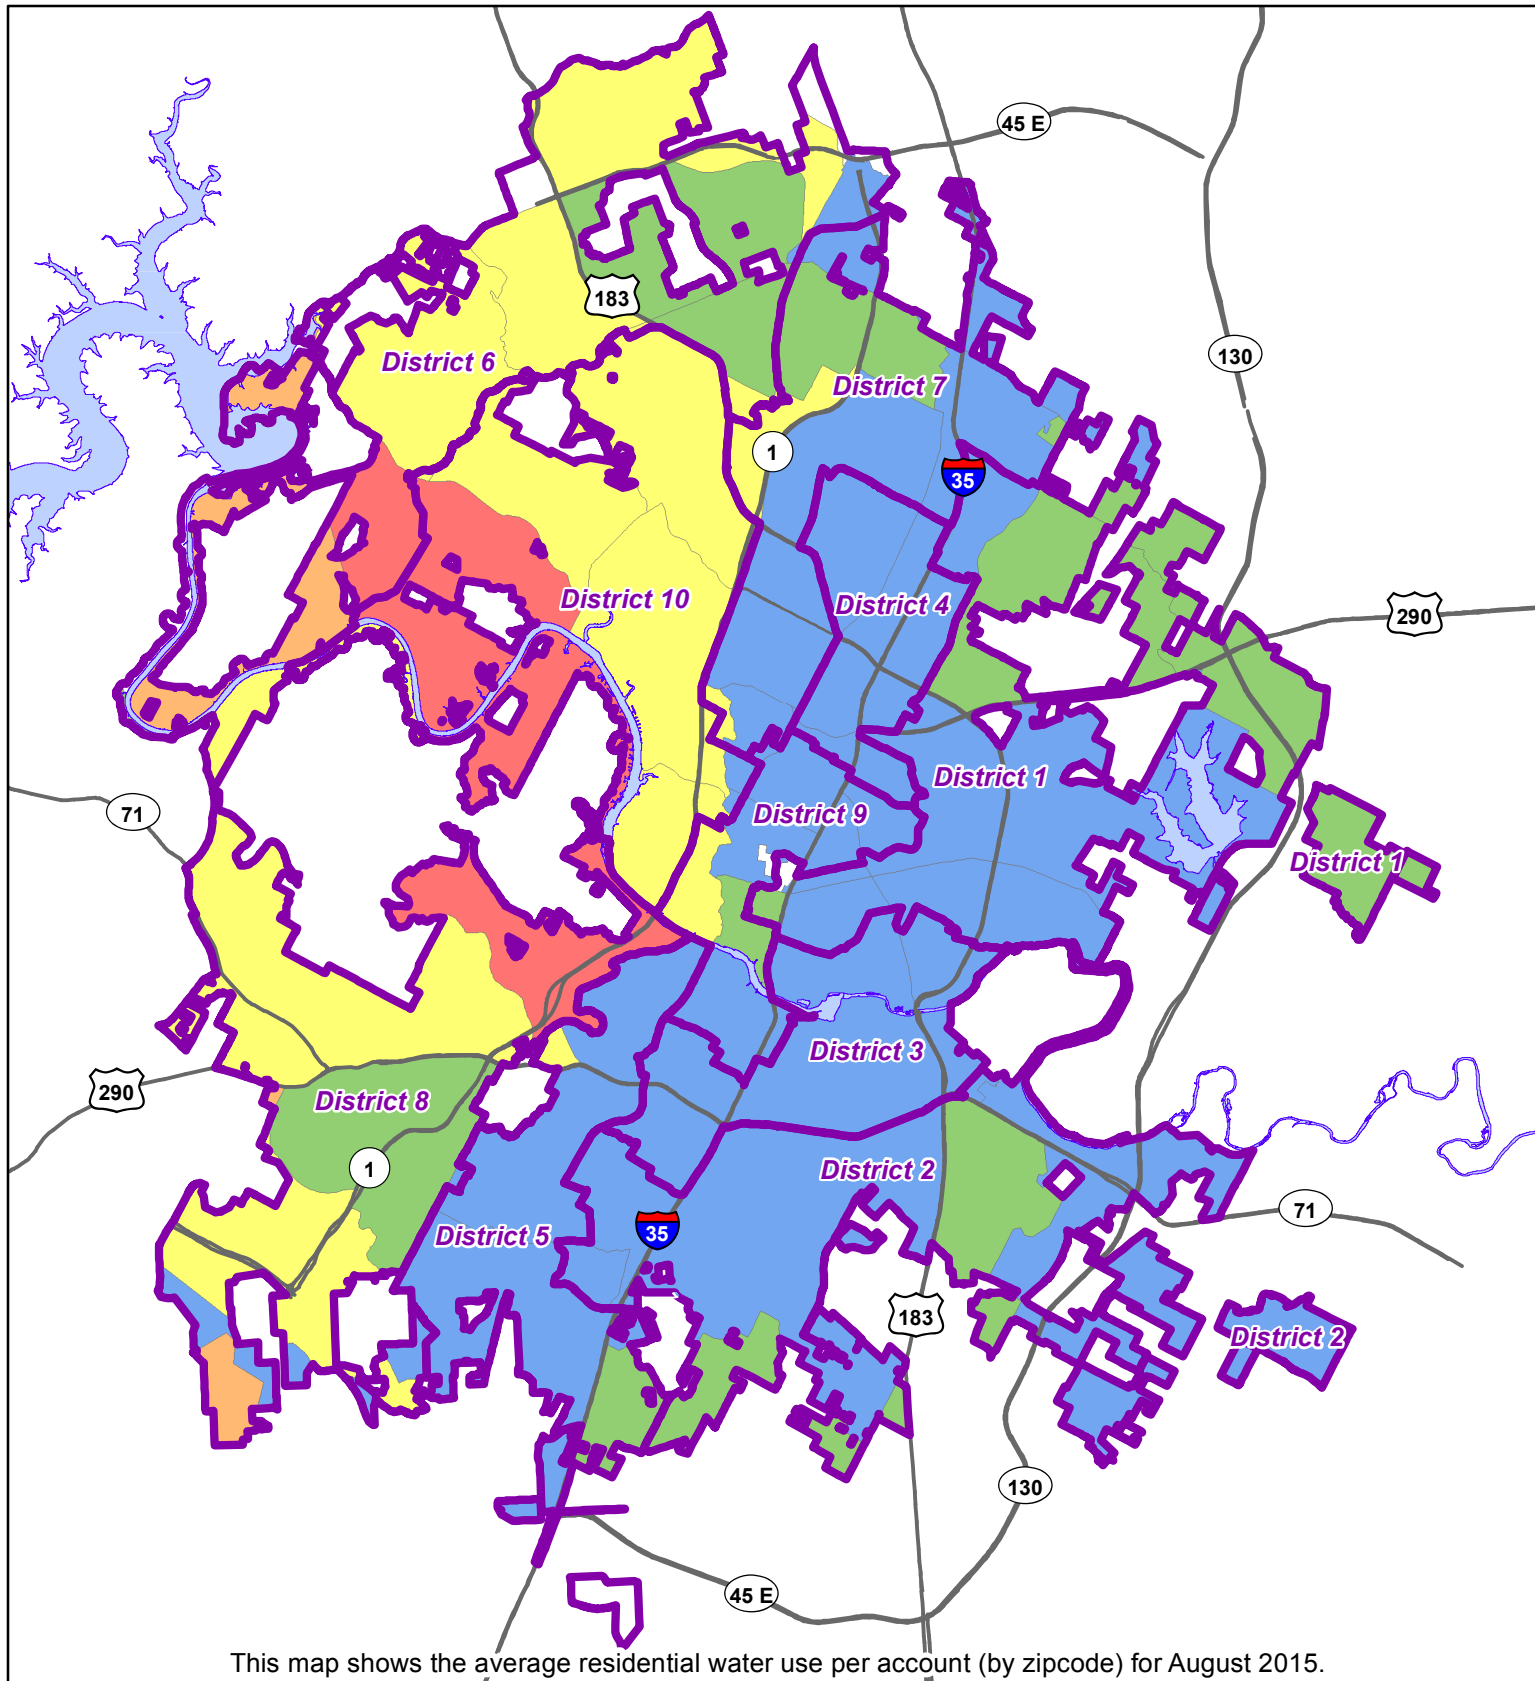 45 E
183
130
District 6
District 7
1
35
District 10
District 4
290
District 1
71
District 9
District 1
District 3
290
District 8
1
District 2
71
District 5
35
183
District 2
130
45 E
This map shows the average residential water use per account (by zipcode) for August 2015.